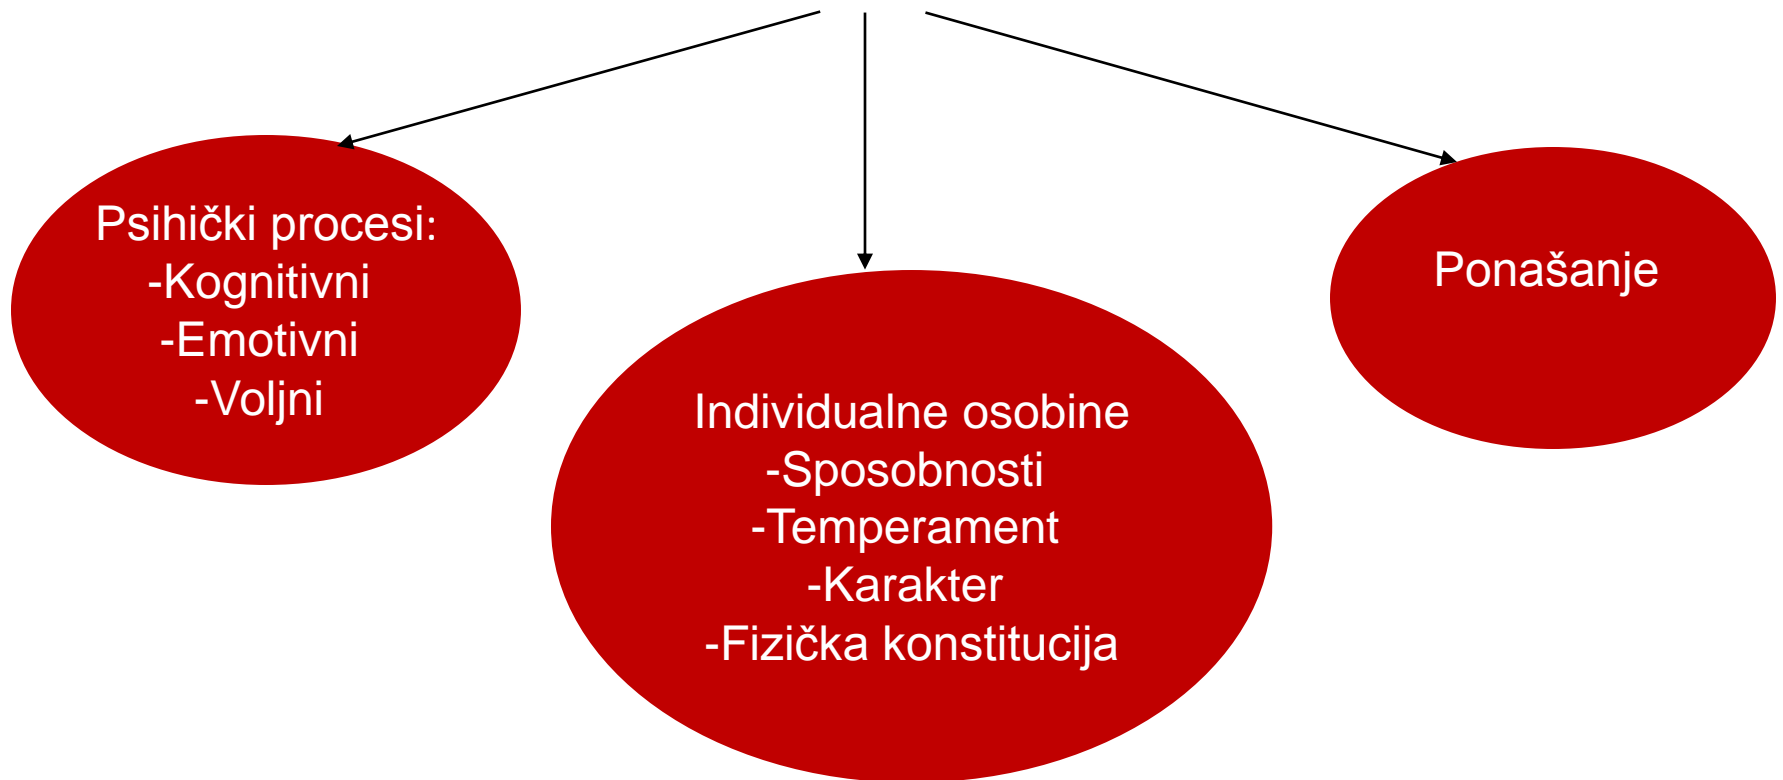 Psihički procesi:
-Kognitivni
-Emotivni
-Voljni
Individualne osobine
-Sposobnosti
-Temperament
-Karakter
-Fizička konstitucija
Ponašanje